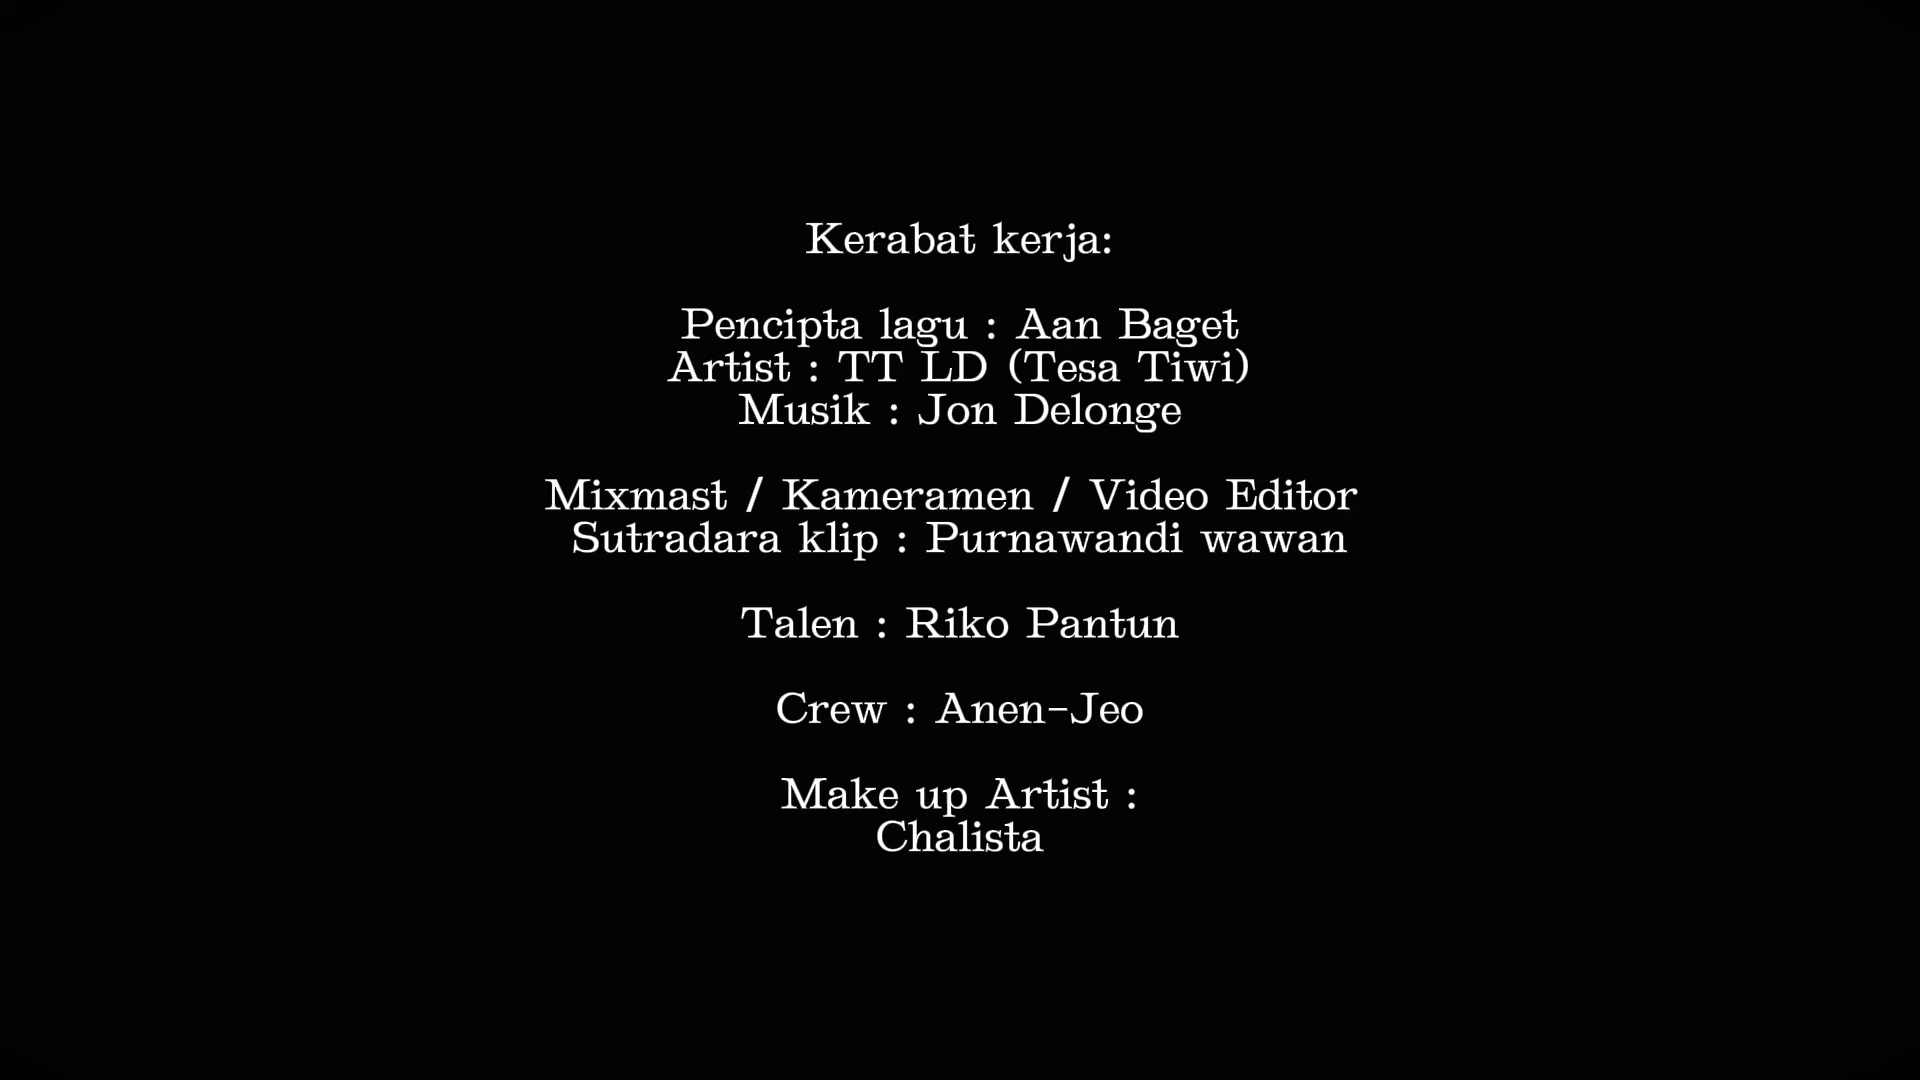 Kerabat kerja:
Pencipta lagu : Aan Baget
Artist : TT LD (Tesa Tiwi)
Musik : Jon Delonge
Mixmast / Kameramen / Video Editor
Sutradara klip : Purnawandi wawan
Talen : Riko Pantun
Crew : Anen-Jeo
Make up Artist :
Chalista